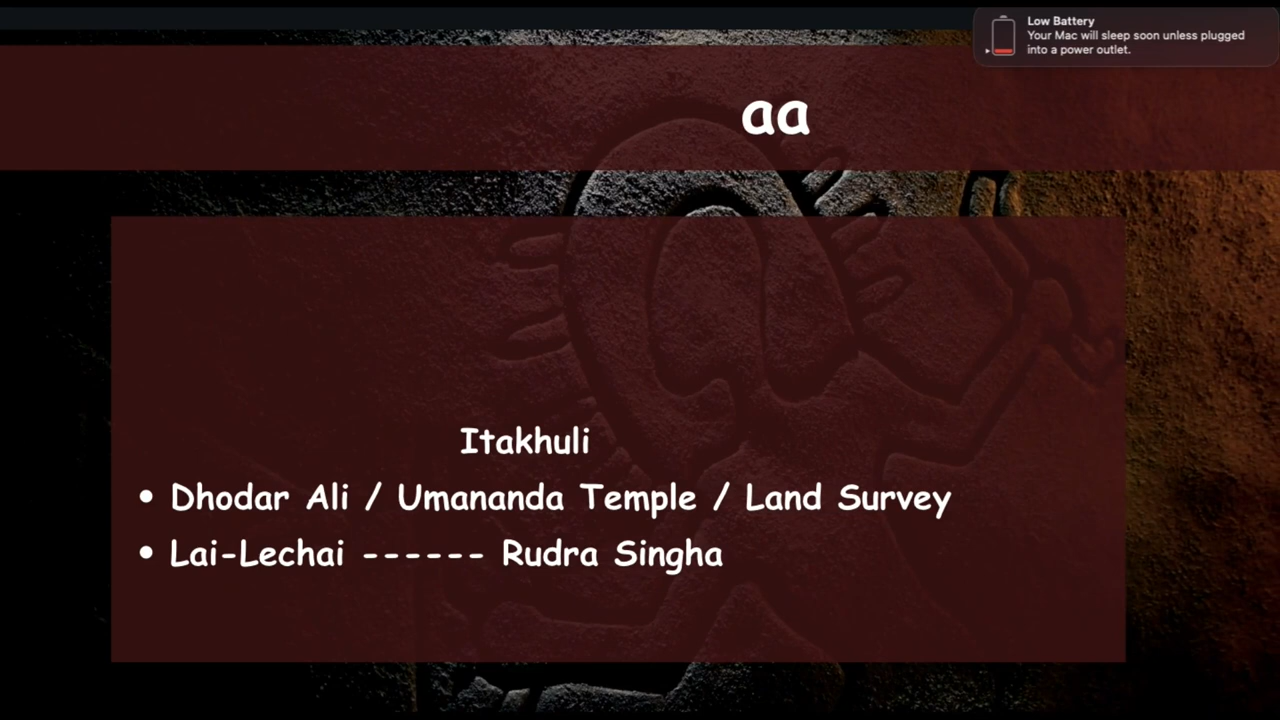 Low Battery
Your Mac will sleep soon unless plugged
into a power outlet.
aa
Itakhuli
• Dhodar Ali / Umananda Temple / Land Survey
• Lai-Lechai ------ Rudra Singha